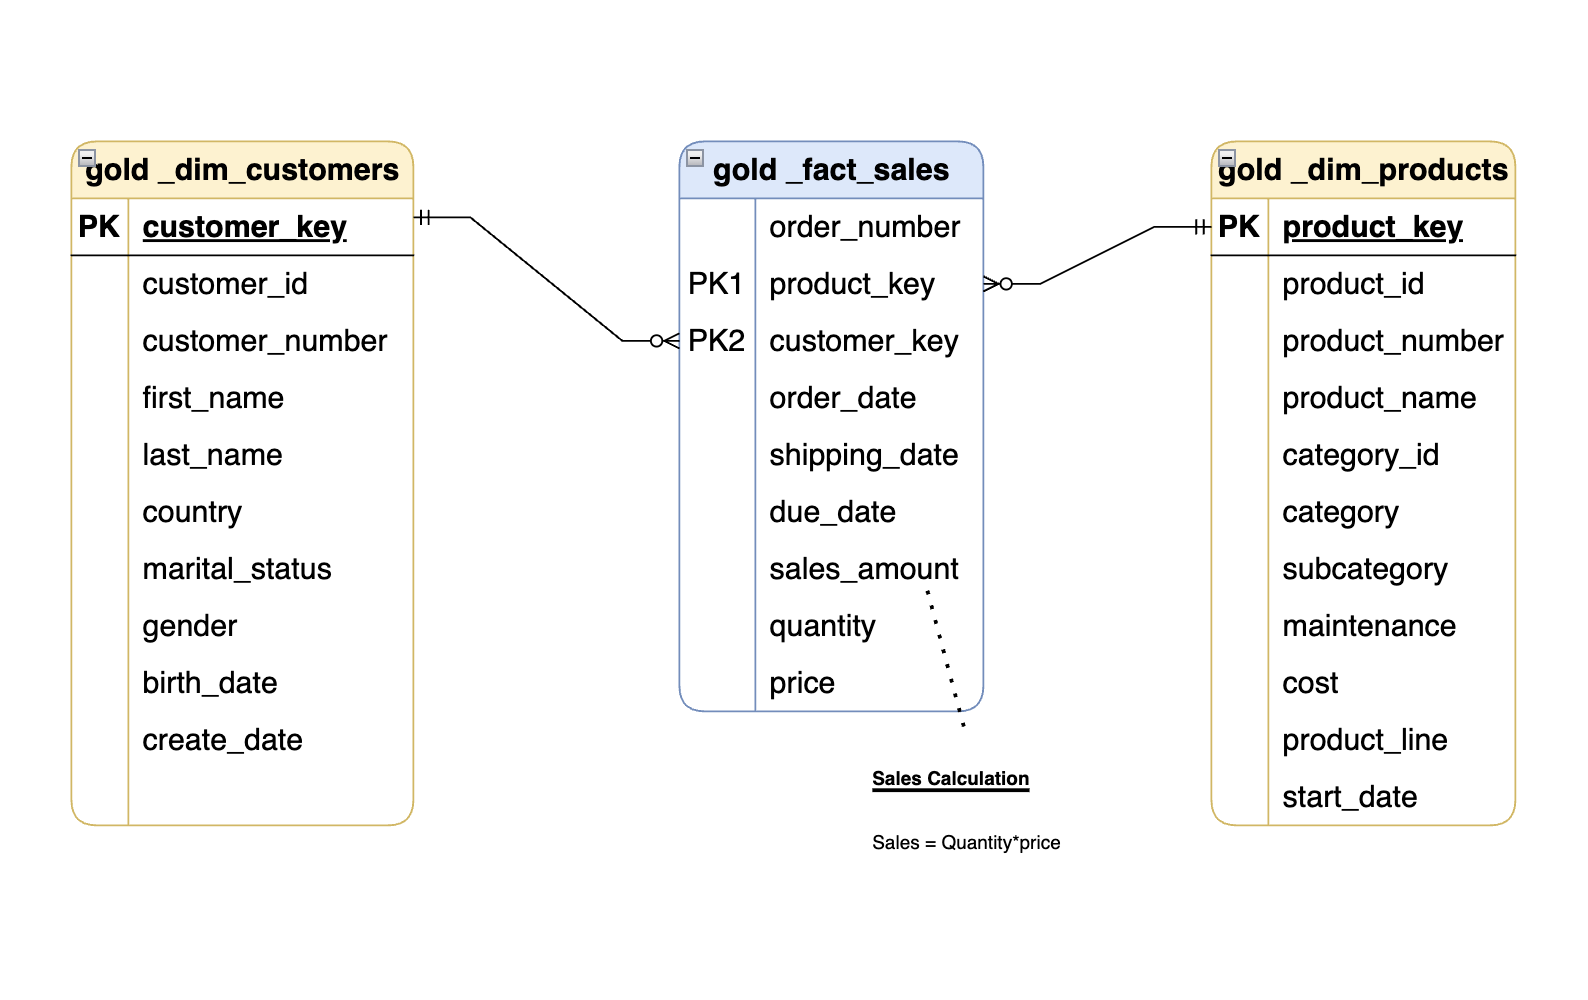 gold _dim_customers
PK customer_key
customer_id
customer_number
first_name
last_name
country
marital_status
gender
birth_date
create_date
gold _fact_sales
order_number
PK1 product_key
PK2 customer_key
order_date
shipping_date
due_date
sales_amount
quantity
price
Sales Calculation
Sales = Quantity*price
gold _dim_products
PK product_key
product_id
product_number
product_name
category_id
category
subcategory
maintenance
cost
product_line
start_date